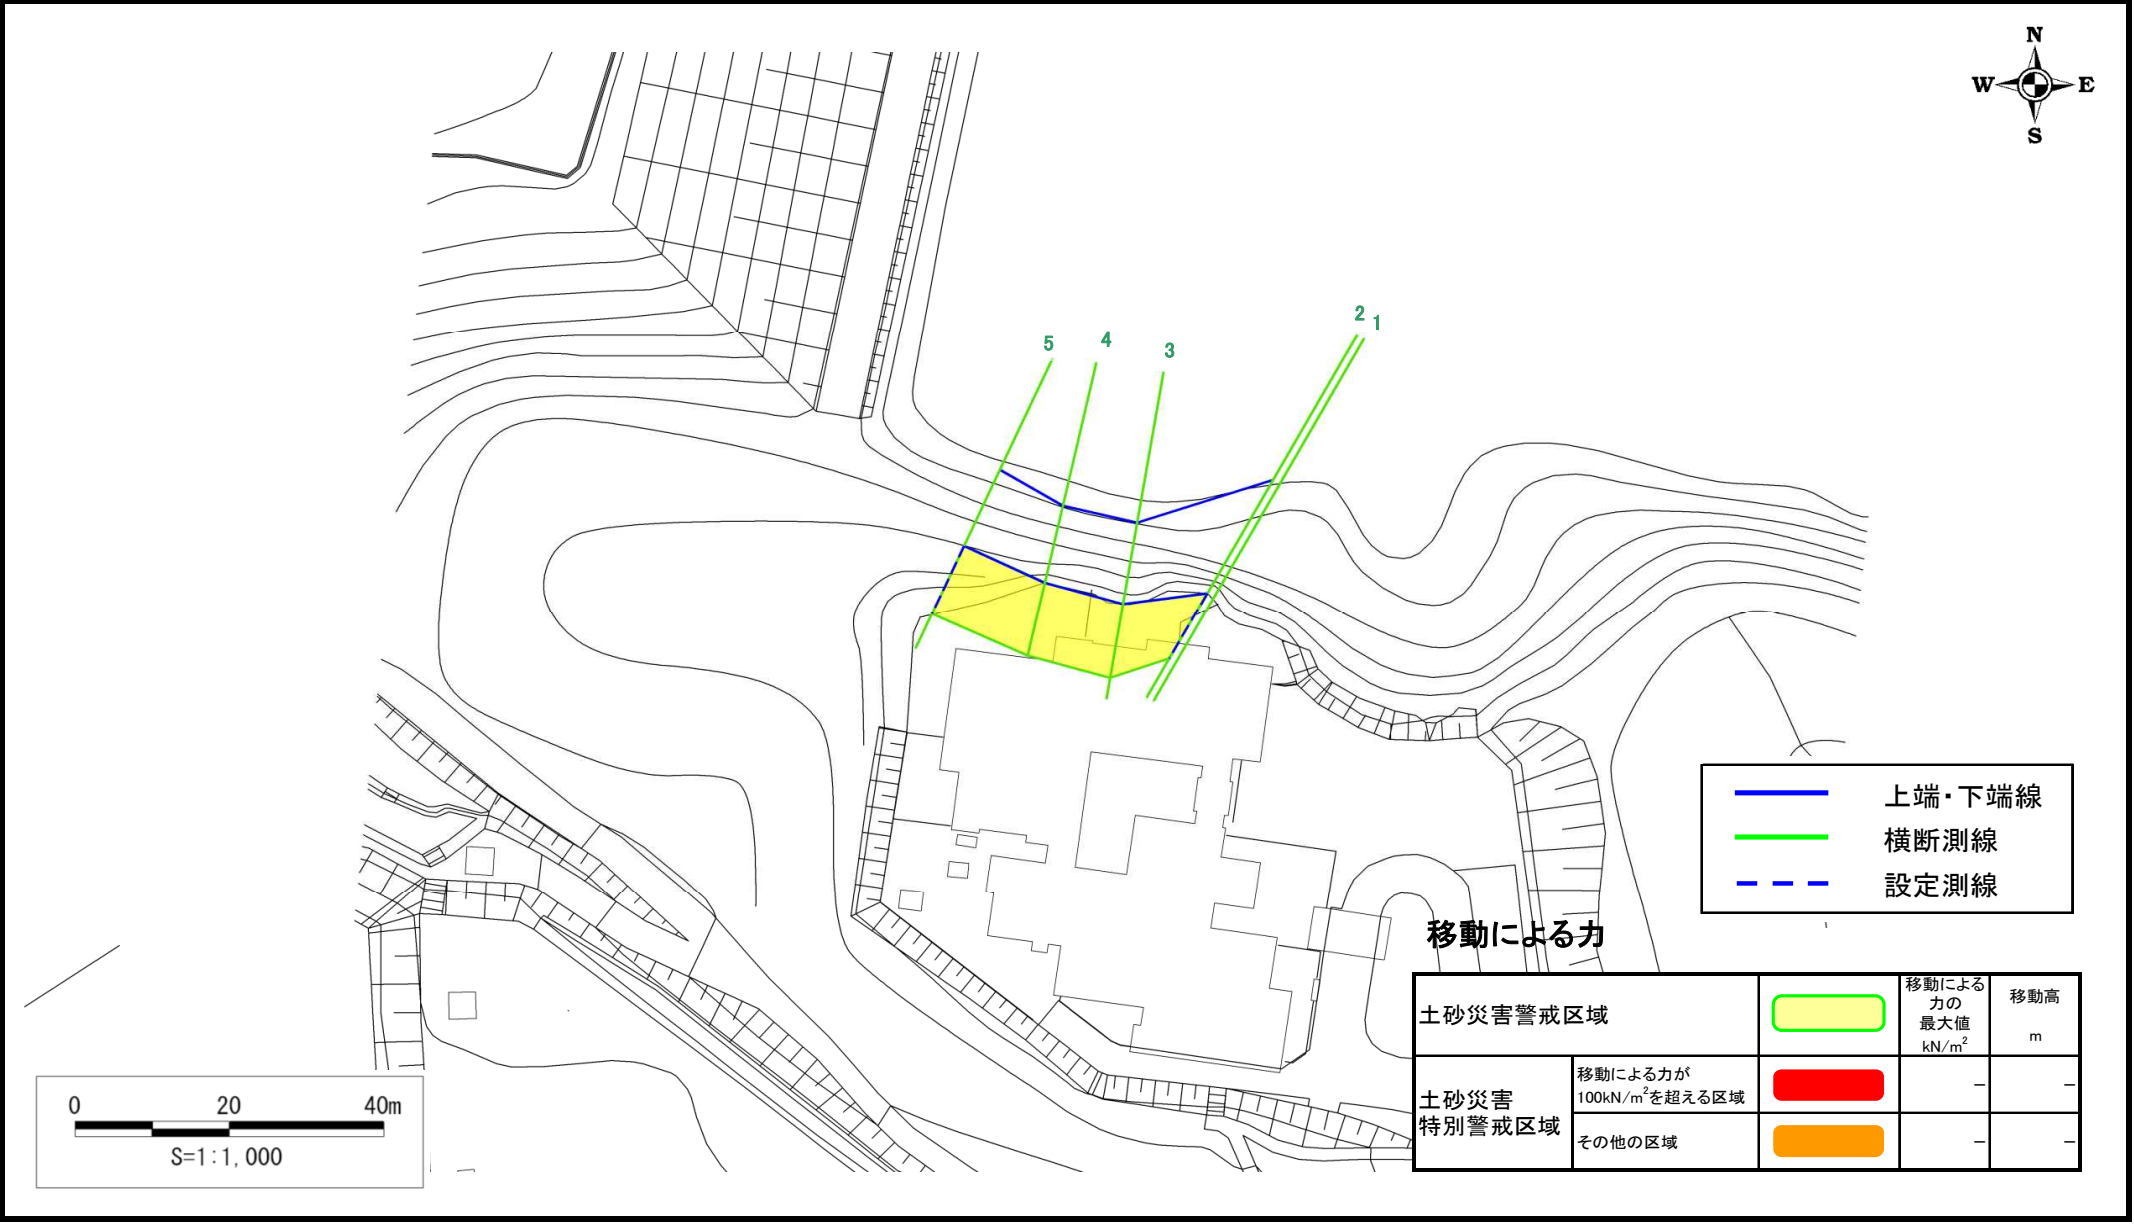 N
W E
S
2 1
5 4 3
上端・下端線
横断測線
設定測線
移動による力
土砂災害警戒区域
移動による
力の
最大値
kN/m²
移動高
m
土砂災害
特別警戒区域
移動による力が
100kN/m²を超える区域
－ －
その他の区域
－ －
0 20 40m
S=1:1,000